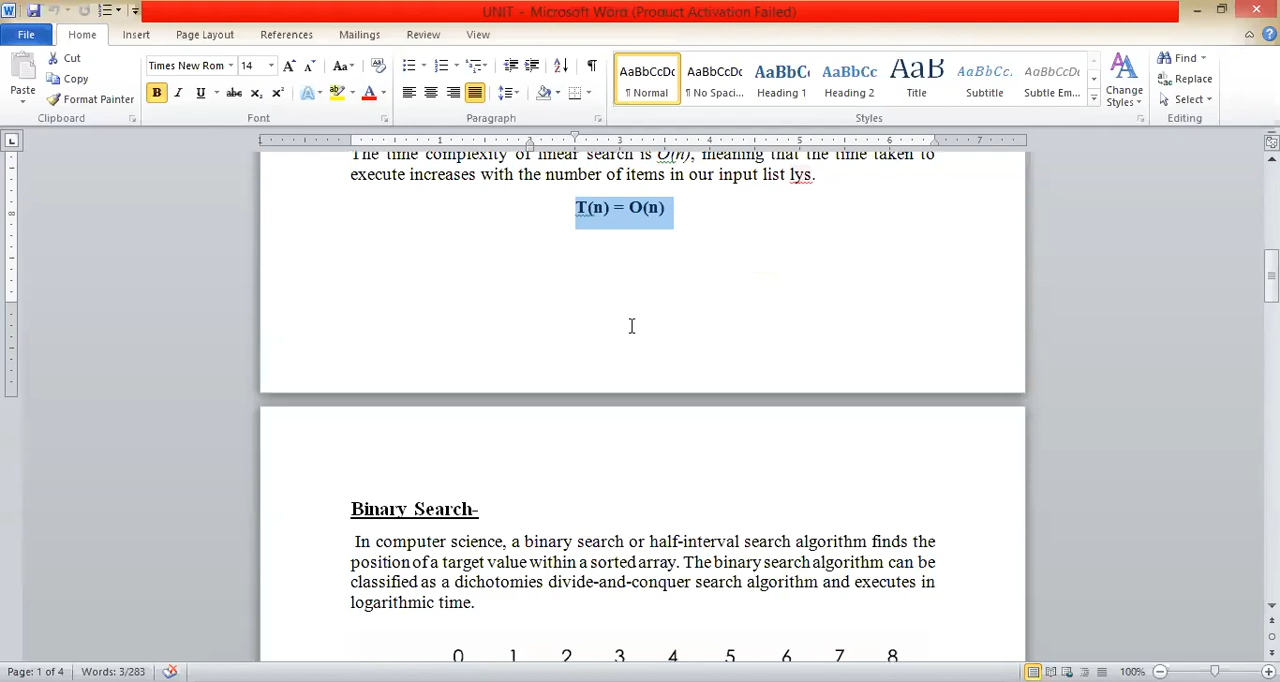 UNIT - Microsoft Word (Product Activation Failed)
File Home Insert Page Layout References Mailings Review View
Cut
Copy
Format Painter
Paste
Clipboard
Times New Rom 14
Font
Paragraph
AaBbCcDc AaBbCcDc AaBbC AaBbCc AaB AaBbCc. AaBbCcDc
¶ Normal ¶ No Spaci... Heading 1 Heading 2 Title Subtitle Subtle Em...
Change
Styles
Styles
Find
Replace
Select
Editing
The time complexity of linear search is O(n), meaning that the time taken to
execute increases with the number of items in our input list lys.
T(n) = O(n)
Binary Search-
In computer science, a binary search or half-interval search algorithm finds the
position of a target value within a sorted array. The binary search algorithm can be
classified as a dichotomies divide-and-conquer search algorithm and executes in
logarithmic time.
0 1 2 3 4 5 6 7 8
Page: 1 of 4 Words: 3/283 100%